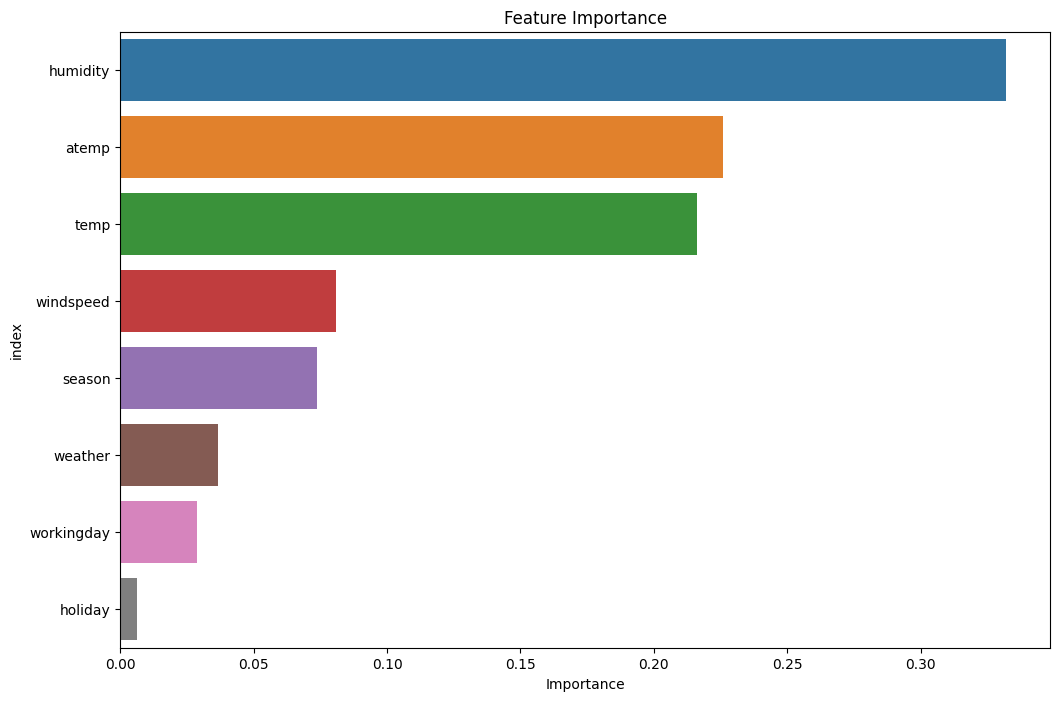 Feature Importance
humidity
atemp
temp
windspeed
season
weather
workingday
holiday
index
0.00 0.05 0.10 0.15 0.20 0.25 0.30
Importance